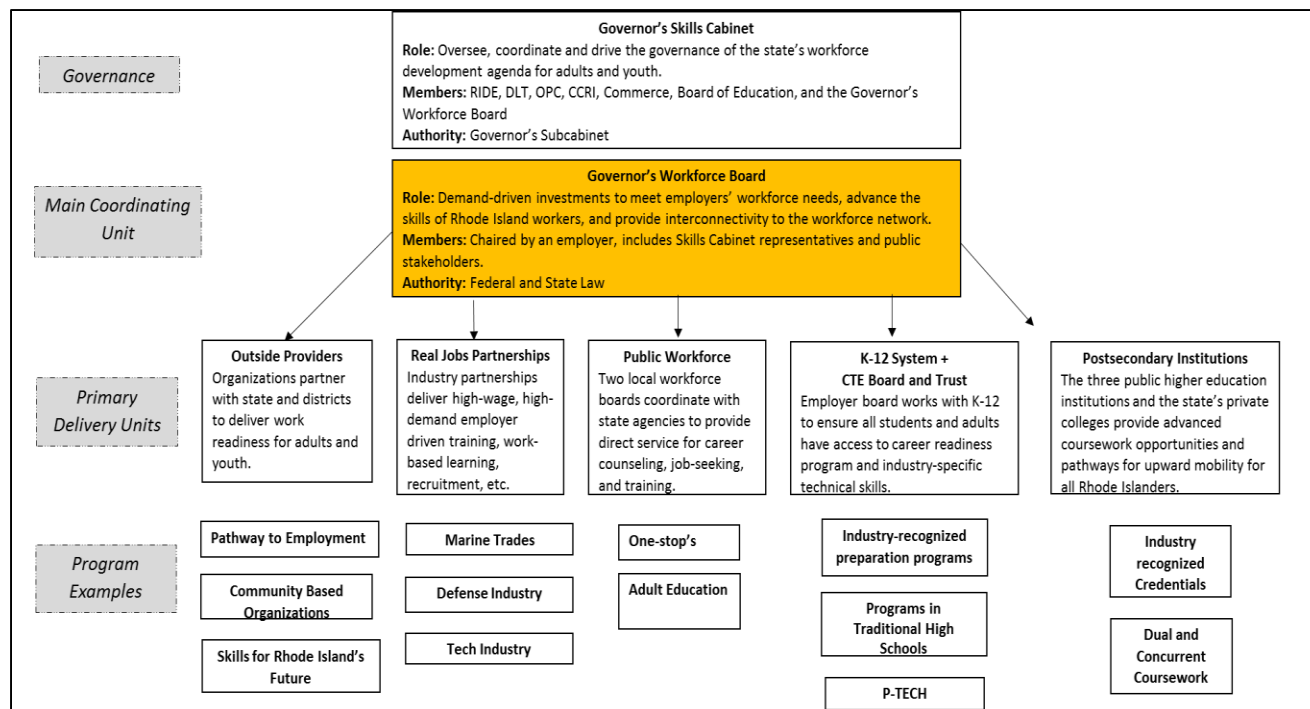 Governance
Governor's Skills Cabinet
Role: Oversee, coordinate and drive the governance of the state's workforce
development agenda for adults and youth.
Members: RIDE, DLT, OPC, CCRI, Commerce, Board of Education, and the Governor's
Workforce Board
Authority: Governor's Subcabinet
Main Coordinating
Unit
Governor's Workforce Board
Role: Demand-driven investments to meet employers' workforce needs, advance the
skills of Rhode Island workers, and provide interconnectivity to the workforce network.
Members: Chaired by an employer, includes Skills Cabinet representatives and public
stakeholders.
Authority: Federal and State Law
Primary
Delivery Units
Outside Providers
Organizations partner
with state and districts
to deliver work
readiness for adults and
youth.
Real Jobs Partnerships
Industry partnerships
deliver high-wage, high-
demand employer
driven training, work-
based learning,
recruitment, etc.
Public Workforce
Two local workforce
boards coordinate with
state agencies to provide
direct service for career
counseling, job-seeking,
and training.
K-12 System +
CTE Board and Trust
Employer board works with K-12
to ensure all students and adults
have access to career readiness
program and industry-specific
technical skills.
Postsecondary Institutions
The three public higher education
institutions and the state's private
colleges provide advanced
coursework opportunities and
pathways for upward mobility for
all Rhode Islanders.
Program
Examples
Pathway to Employment
Community Based
Organizations
Skills for Rhode Island's
Future
Marine Trades
Defense Industry
Tech Industry
One-stop's
Adult Education
Industry-recognized
preparation programs
Programs in
Traditional High
Schools
P-TECH
Industry
recognized
Credentials
Dual and
Concurrent
Coursework